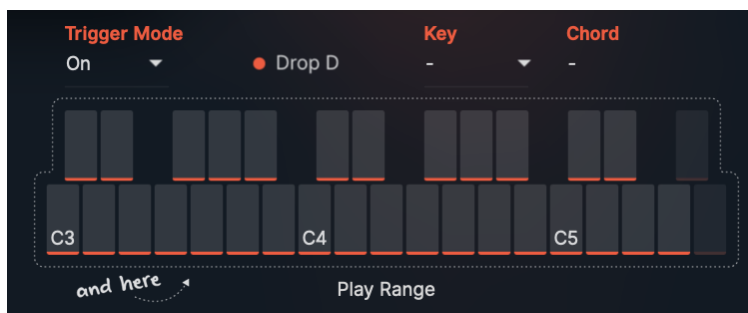 Trigger Mode Key Chord
On Drop D - -
C3 C4 C5
and here Play Range